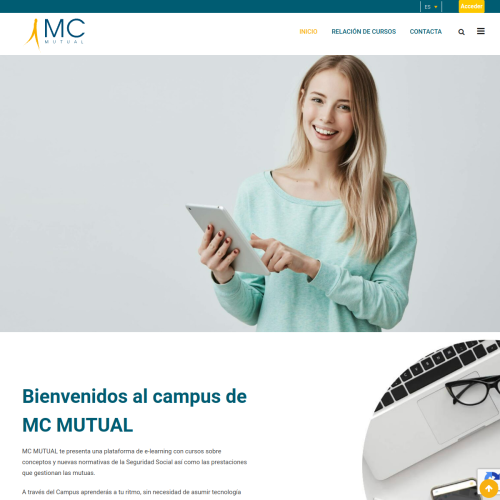 ES
Acceder
MC
MUTUAL
INICIO
RELACIÓN DE CURSOS
CONTACTA
Bienvenidos al campus de
MC MUTUAL
MC MUTUAL te presenta una plataforma de e-learning con cursos sobre
conceptos y nuevas normativas de la Seguridad Social así como las prestaciones
que gestionan las mutuas.
A través del Campus aprenderás a tu ritmo, sin necesidad de asumir tecnología